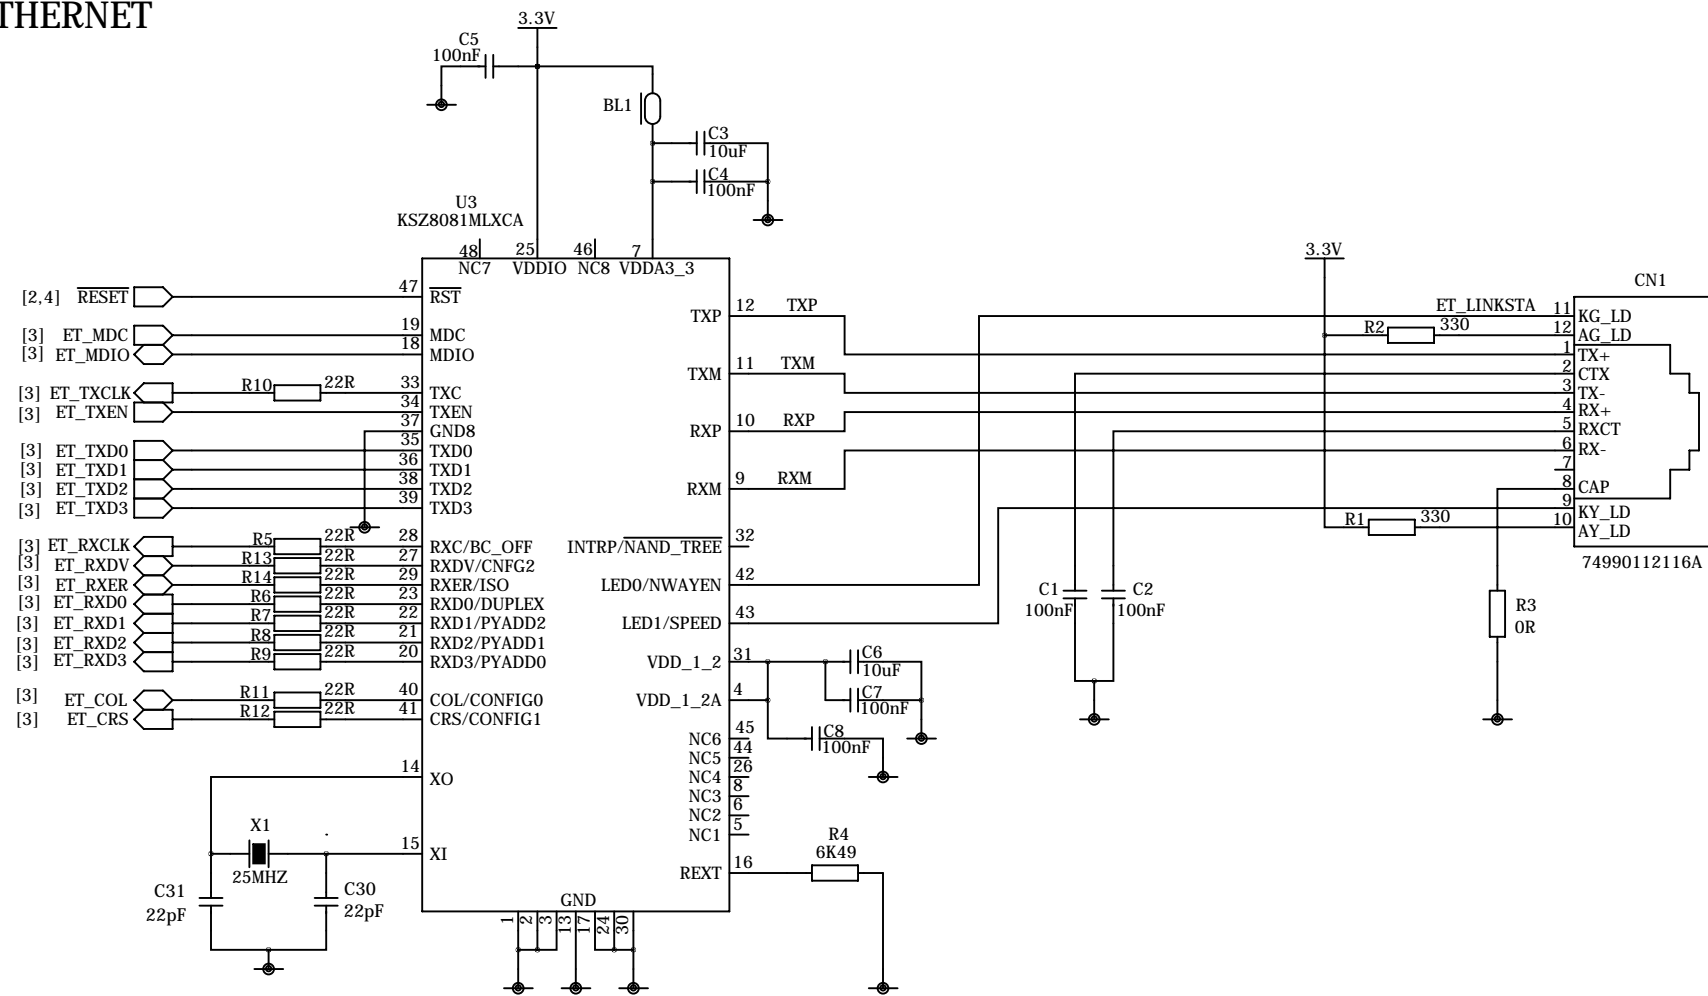 THERNET
3.3V
C5
100nF
BL1
C3
10uF
C4
100nF
U3
KSZ8081MLXCA
48
25
46
7
NC7
VDDIO
NC8
VDDA3_3
[2,4] RESET
47
RST
[3] ET_MDC
19
MDC
[3] ET_MDIO
18
MDIO
[3] ET_TXCLK
R10
22R
33
TXC
[3] ET_TXEN
34
TXEN
37
GND8
[3] ET_TXD0
35
TXD0
[3] ET_TXD1
36
TXD1
[3] ET_TXD2
38
TXD2
[3] ET_TXD3
39
TXD3
[3] ET_RXCLK
R5
22R
28
RXC/BC_OFF
[3] ET_RXDV
R13
22R
27
RXDV/CNFG2
[3] ET_RXER
R14
22R
29
RXER/ISO
[3] ET_RXD0
R6
22R
23
RXD0/DUPLEX
[3] ET_RXD1
R7
22R
22
RXD1/PYADD2
[3] ET_RXD2
R8
22R
21
RXD2/PYADD1
[3] ET_RXD3
R9
22R
20
RXD3/PYADD0
[3] ET_COL
R11
22R
40
COL/CONFIG0
[3] ET_CRS
R12
22R
41
CRS/CONFIG1
14
XO
15
XI
X1
25MHZ
C31
22pF
C30
22pF
GND
1
2
3
13
17
24
30
TXP
12
TXP
TXM
11
TXM
RXP
10
RXP
RXM
9
RXM
INTRP/NAND_TREE
32
LED0/NWAYEN
42
LED1/SPEED
43
VDD_1_2
31
VDD_1_2A
4
C6
10uF
C7
100nF
C8
100nF
NC6
45
NC5
44
NC4
26
NC3
8
NC2
6
NC1
5
REXT
16
R4
6K49
C1
100nF
C2
100nF
3.3V
ET_LINKSTA
R2
330
R1
330
R3
0R
CN1
11
KG_LD
12
AG_LD
1
TX+
2
CTX
3
TX-
4
RX+
5
RXCT
6
RX-
7
8
CAP
9
KY_LD
10
AY_LD
74990112116A